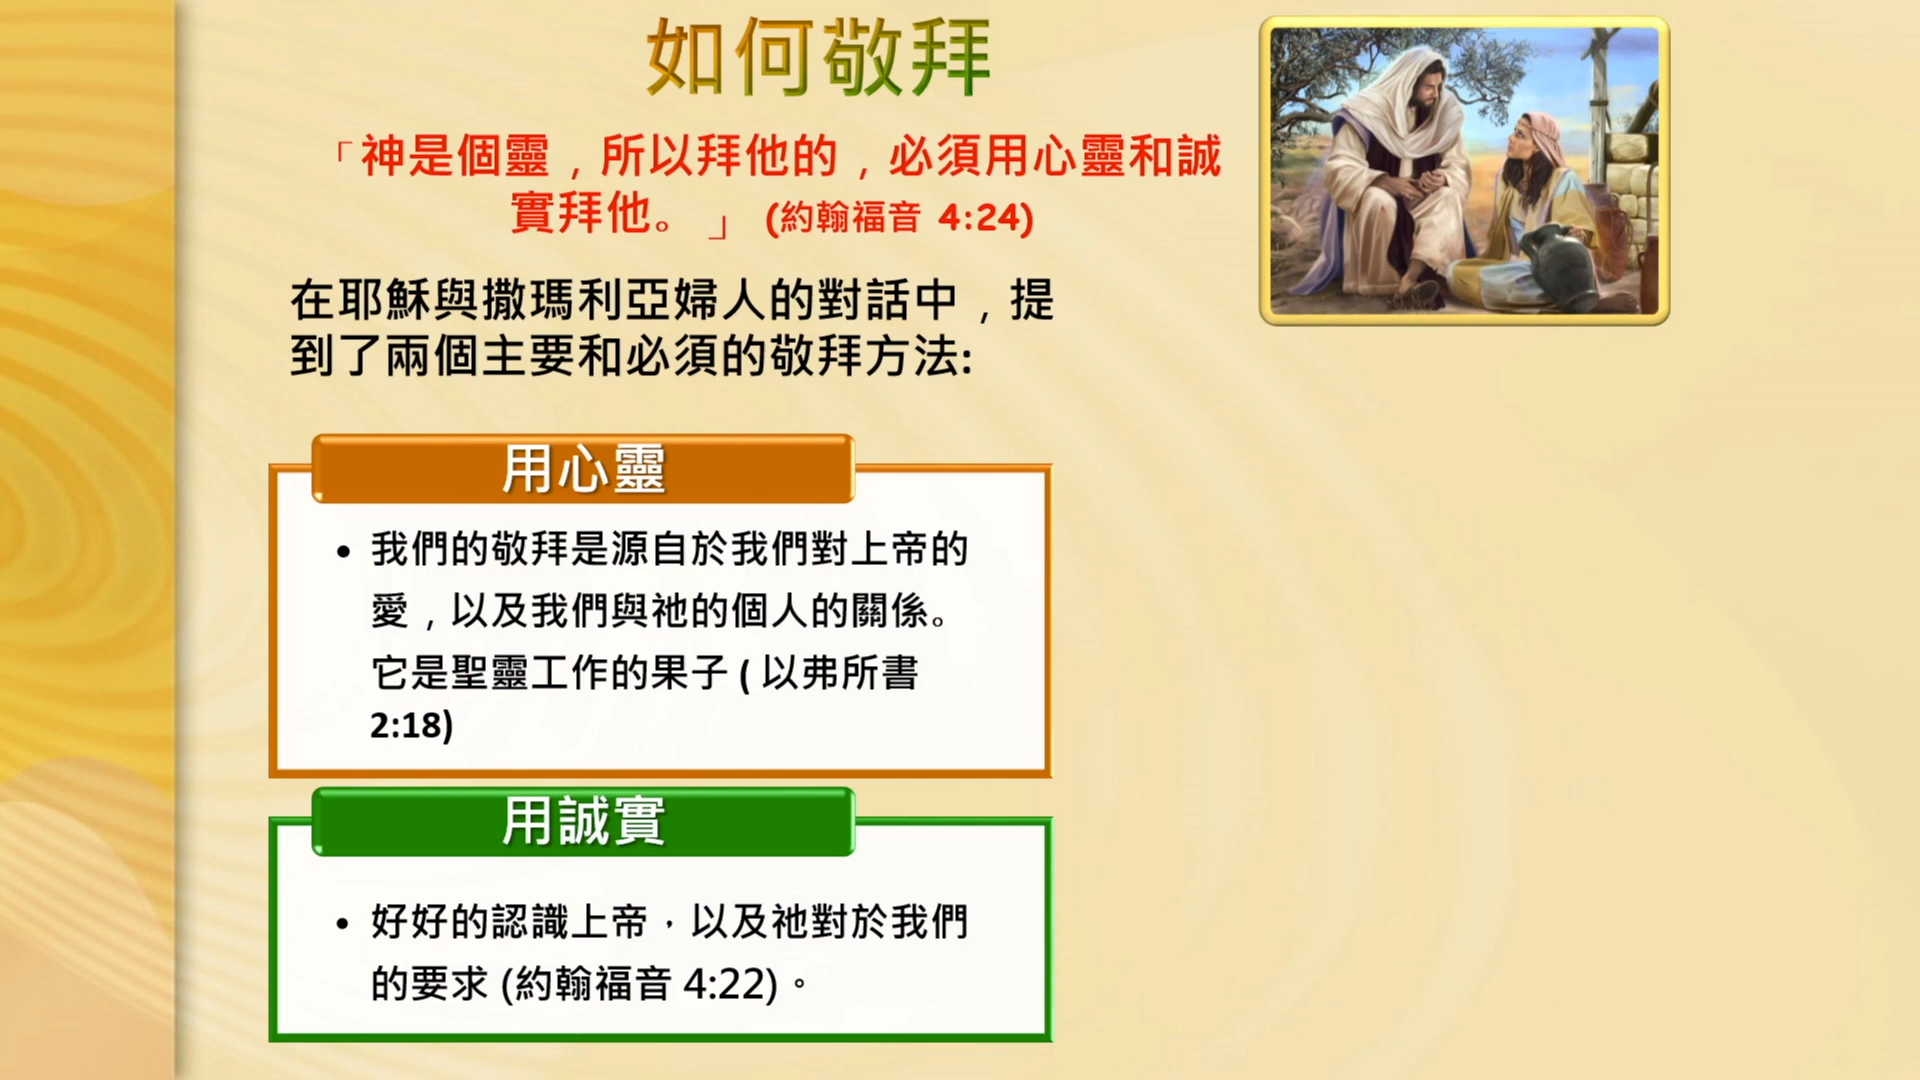 如何敬拜
「神是個靈，所以拜他的，必須用心靈和誠
實拜他。」 (約翰福音 4:24)
在耶穌與撒瑪利亞婦人的對話中，提
到了兩個主要和必須的敬拜方法:
用心靈
• 我們的敬拜是源自於我們對上帝的
愛，以及我們與祂的個人的關係。
它是聖靈工作的果子 ( 以弗所書
2:18)
用誠實
• 好好的認識上帝，以及祂對於我們
的要求 (約翰福音 4:22)。